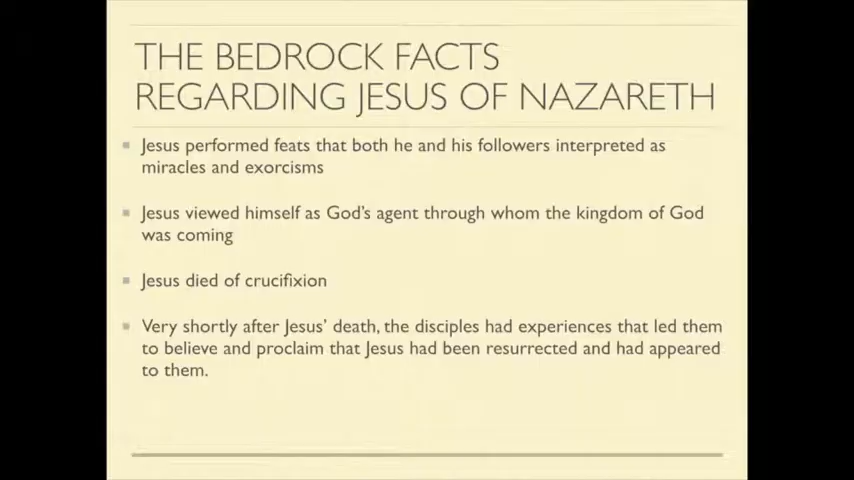 THE BEDROCK FACTS
REGARDING JESUS OF NAZARETH
Jesus performed feats that both he and his followers interpreted as
miracles and exorcisms
Jesus viewed himself as God's agent through whom the kingdom of God
was coming
Jesus died of crucifixion
Very shortly after Jesus' death, the disciples had experiences that led them
to believe and proclaim that Jesus had been resurrected and had appeared
to them.